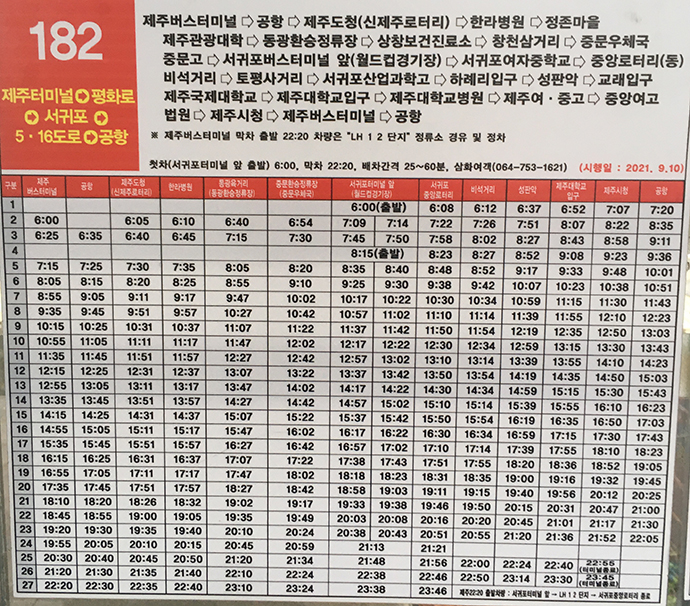 182
제주터미널➡평화로
➡서귀포➡
5·16도로➡공항
제주버스터미널 ⇨ 공항 ⇨ 제주도청(신제주로터리) ⇨ 한라병원 ⇨ 정존마을
제주관광대학 ⇨ 동광환승정류장 ⇨ 상창보건진료소 ⇨ 창천삼거리 ⇨ 중문우체국
중문고 ⇨ 서귀포버스터미널 앞(월드컵경기장) ⇨ 서귀포여자중학교 ⇨ 중앙로터리(동)
비석거리 ⇨ 토평사거리 ⇨ 서귀포산업과학고 ⇨ 하례리입구 ⇨ 성판악 ⇨ 교래입구
제주국제대학교 ⇨ 제주대학교입구 ⇨ 제주대학교병원 ⇨ 제주여·중고 ⇨ 중앙여고
법원 ⇨ 제주시청 ⇨ 제주버스터미널 ⇨ 공항
※ 제주버스터미널 막차 출발 22:20 차량은 "LH 1 2 단지" 정류소 경유 및 정차
첫차(서귀포터미널 앞 출발) 6:00, 막차 22:20, 배차간격 25~60분, 삼화여객(064-753-1621) (시행일 : 2021. 9.10)
구분 제주버스터미널 공항 제주도청(신제주로터리) 한라병원 동광육거리(동광환승정류장) 중문환승정류장(중문우체국) 서귀포터미널 앞(월드컵경기장) 서귀포중앙로터리 비석거리 성판악 제주대학교입구 제주시청 공항
1 6:00(출발) 6:08 6:12 6:37 6:52 7:07 7:20
2 6:00 6:05 6:10 6:40 6:54 7:09 7:14 7:22 7:26 7:51 8:07 8:22 8:35
3 6:25 6:35 6:40 6:45 7:15 7:30 7:45 7:50 7:58 8:02 8:27 8:43 8:58 9:11
4 8:15(출발) 8:23 8:27 8:52 9:08 9:23 9:36
5 7:15 7:25 7:30 7:35 8:05 8:20 8:35 8:40 8:48 8:52 9:17 9:33 9:48 10:01
6 8:05 8:15 8:20 8:25 8:55 9:10 9:25 9:30 9:38 9:42 10:07 10:23 10:38 10:51
7 8:55 9:05 9:11 9:17 9:47 10:02 10:17 10:22 10:30 10:34 10:59 11:15 11:30 11:43
8 9:35 9:45 9:51 9:57 10:27 10:42 10:57 11:02 11:10 11:14 11:39 11:55 12:10 12:23
9 10:15 10:25 10:31 10:37 11:07 11:22 11:37 11:42 11:50 11:54 12:19 12:35 12:50 13:03
10 10:55 11:05 11:11 11:17 11:47 12:02 12:17 12:22 12:30 12:34 12:59 13:15 13:30 13:43
11 11:35 11:45 11:51 11:57 12:27 12:42 12:57 13:02 13:10 13:14 13:39 13:55 14:10 14:23
12 12:15 12:25 12:31 12:37 13:07 13:22 13:37 13:42 13:50 13:54 14:19 14:35 14:50 15:03
13 12:55 13:05 13:11 13:17 13:47 14:02 14:17 14:22 14:30 14:34 14:59 15:15 15:30 15:43
14 13:35 13:45 13:51 13:57 14:27 14:42 14:57 15:02 15:10 15:14 15:39 15:55 16:10 16:23
15 14:15 14:25 14:31 14:37 15:07 15:22 15:37 15:42 15:50 15:54 16:19 16:35 16:50 17:03
16 14:55 15:05 15:11 15:17 15:47 16:02 16:17 16:22 16:30 16:34 16:59 17:15 17:30 17:43
17 15:35 15:45 15:51 15:57 16:27 16:42 16:57 17:02 17:10 17:14 17:39 17:55 18:10 18:23
18 16:15 16:25 16:31 16:37 17:07 17:22 17:38 17:43 17:51 17:55 18:20 18:36 18:52 19:05
19 16:55 17:05 17:11 17:17 17:47 18:02 18:18 18:23 18:31 18:35 19:00 19:16 19:32 19:45
20 17:35 17:45 17:51 17:57 18:27 18:42 18:58 19:03 19:11 19:15 19:40 19:56 20:12 20:25
21 18:10 18:20 18:26 18:32 19:02 19:17 19:33 19:38 19:46 19:50 20:15 20:31 20:47 21:00
22 18:45 18:55 19:00 19:05 19:35 19:49 20:03 20:08 20:16 20:20 20:45 21:01 21:17 21:30
23 19:20 19:30 19:35 19:40 20:10 20:24 20:38 20:43 20:51 20:55 21:20 21:36 21:52 22:05
24 19:55 20:05 20:10 20:15 20:45 20:59 21:13 21:21
25 20:30 20:40 20:45 20:50 21:20 21:34 21:48 21:56 22:00 22:24 22:40 22:55(터미널종료)
26 21:20 21:30 21:35 21:40 22:10 22:24 22:38 22:46 22:50 23:14 23:30 23:45(터미널종료)
27 22:20 22:30 22:35 22:40 23:10 23:24 23:38 23:46 제주22:20 출발차량 : 서귀포터미널 앞 → LH 1 2 단지 → 서귀포중앙로터리 종료